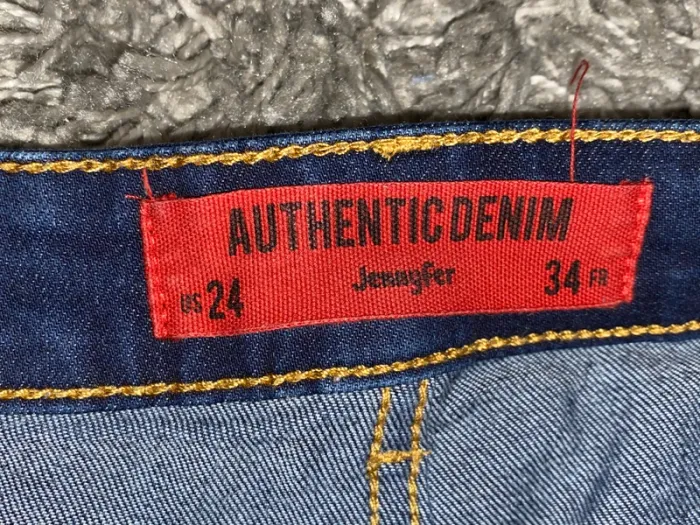 AUTHENTIC DENIM
Jennyfer
US 24
34 FR